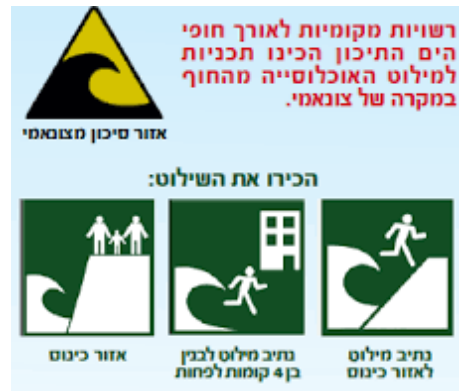 רשויות מקומיות לאורך חופי
הים התיכון הכינו תכניות
למילוט האוכלוסייה מהחוף
במקרה של צונאמי.
אזור סיכון מצונאמי
הכירו את השילוט:
נתיב מילוט
לאזור כינוס
נתיב מילוט לבנין
בן 4 קומות לפחות
אזור כינוס